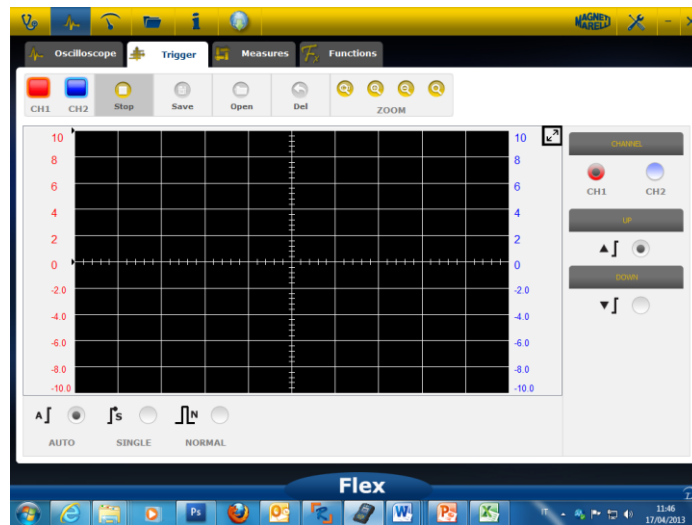 MAGNETI
MARELLI
Oscilloscope
Trigger
Measures
Fx
Functions
CH1
CH2
Stop
Save
Open
Del
ZOOM
10
8
6
4
2
0
-2.0
-4.0
-6.0
-8.0
-10.0
10
8
6
4
2
0
-2.0
-4.0
-6.0
-8.0
-10.0
CHANNEL
CH1
CH2
UP
DOWN
A
S
N
AUTO
SINGLE
NORMAL
Flex
Ps
IT
11:46
17/04/2013